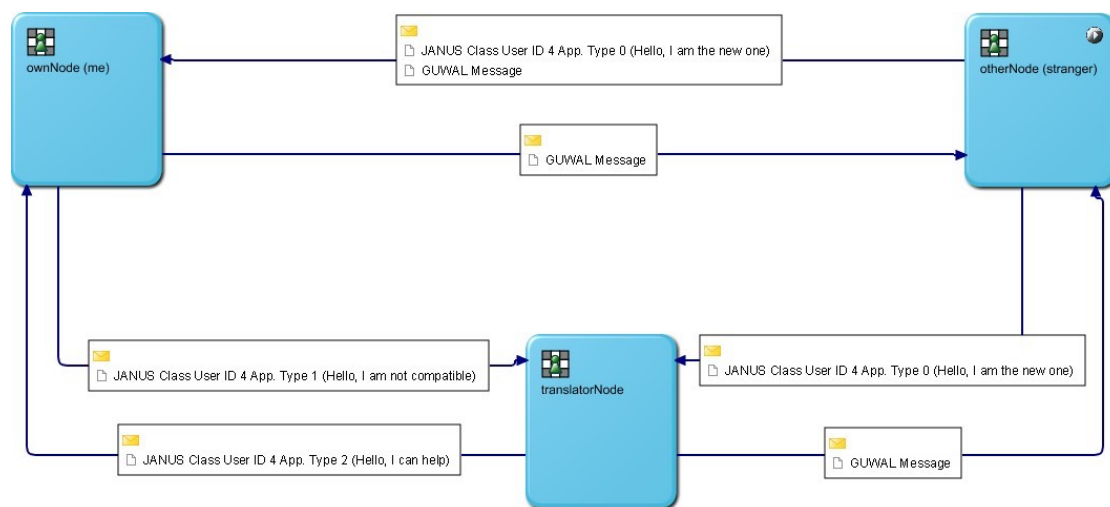 JANUS Class User ID 4 App. Type 0 (Hello, I am the new one)
GUWAL Message
ownNode (me)
otherNode (stranger)
GUWAL Message
JANUS Class User ID 4 App. Type 1 (Hello, I am not compatible)
translatorNode
JANUS Class User ID 4 App. Type 0 (Hello, I am the new one)
JANUS Class User ID 4 App. Type 2 (Hello, I can help)
GUWAL Message